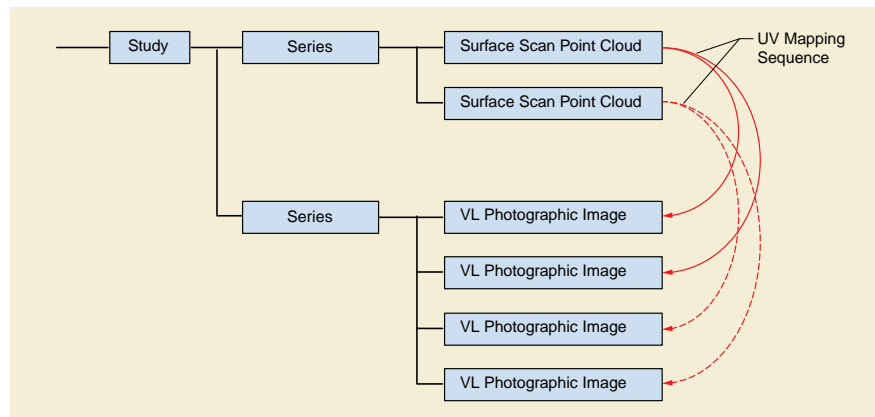 Study
Series
Surface Scan Point Cloud
UV Mapping
Sequence
Surface Scan Point Cloud
Series
VL Photographic Image
VL Photographic Image
VL Photographic Image
VL Photographic Image